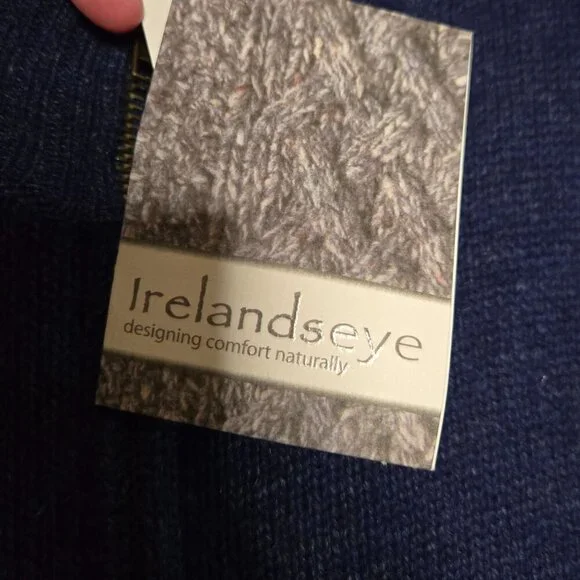 Irelandseye
designing comfort naturally